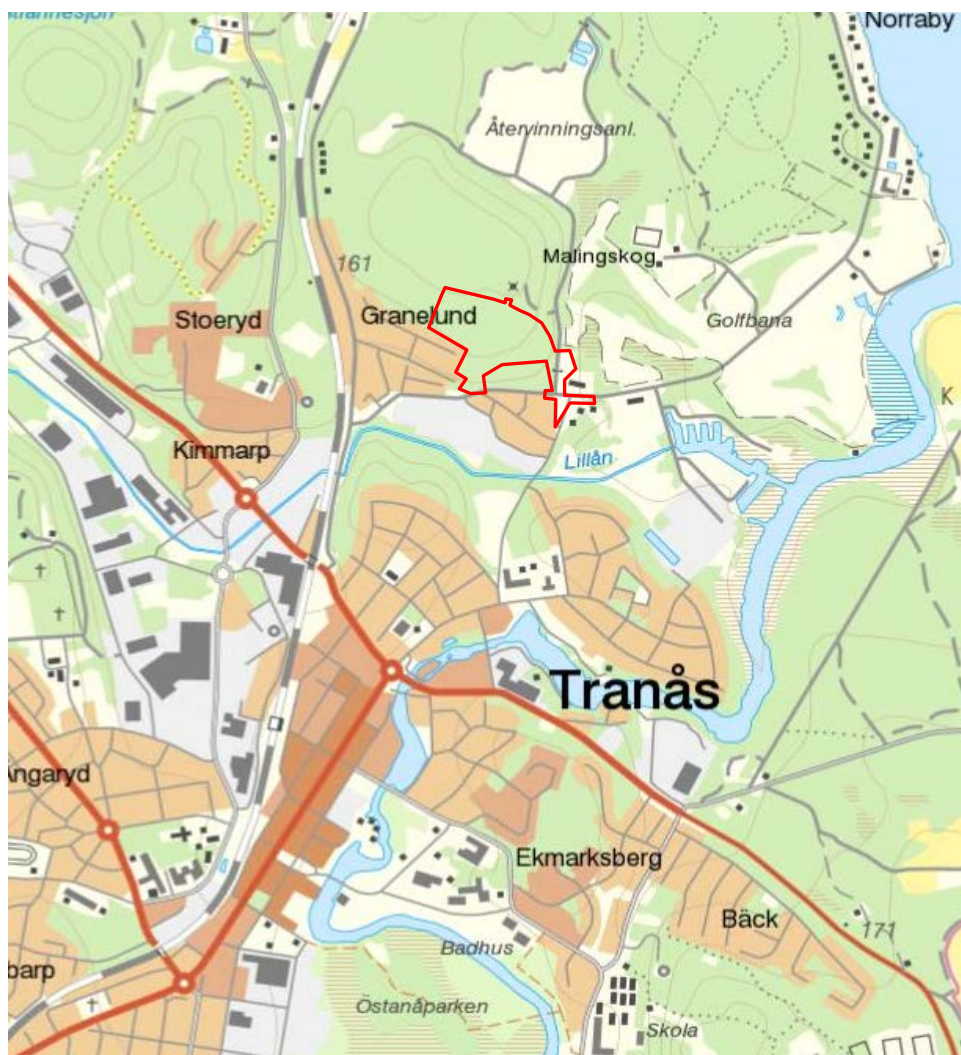 Norraby
Återvinningsanl.
Malingskog
161
Granelund
Stoeryd
Golfbana
K
Kimmarp
Lillån
Tranås
Ängaryd
Ekmarksberg
Bäck
171
Badhus
barp
Östanåparken
Skola